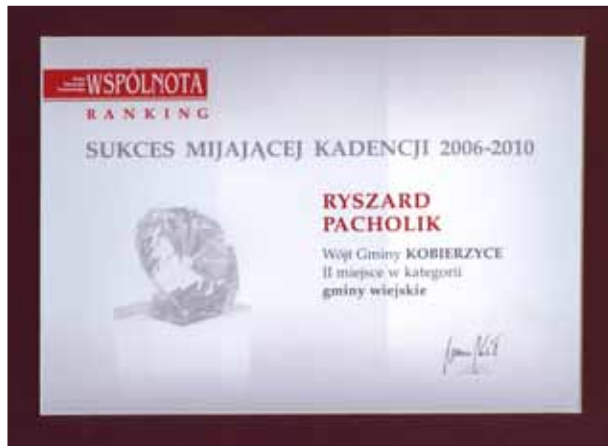 WSPÓLNOTA
RANKING
SUKCES MIJAJĄCEJ KADENCJI 2006-2010
RYSZARD
PACHOLIK
Wójt Gminy KOBIERZYCE
II miejsce w kategorii
gminy wiejskie